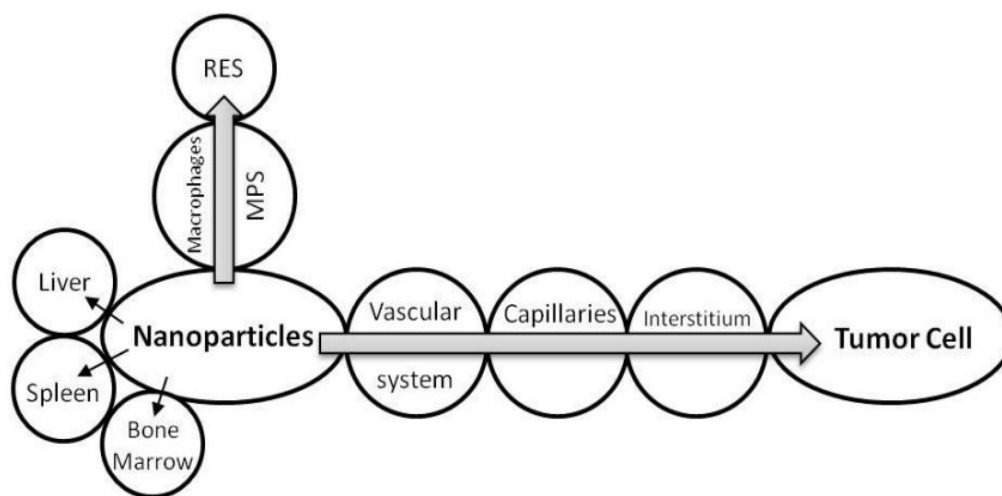 RES
Macrophages
MPS
Liver
Nanoparticles
Vascular
system
Capillaries
Interstitium
Tumor Cell
Spleen
Bone
Marrow